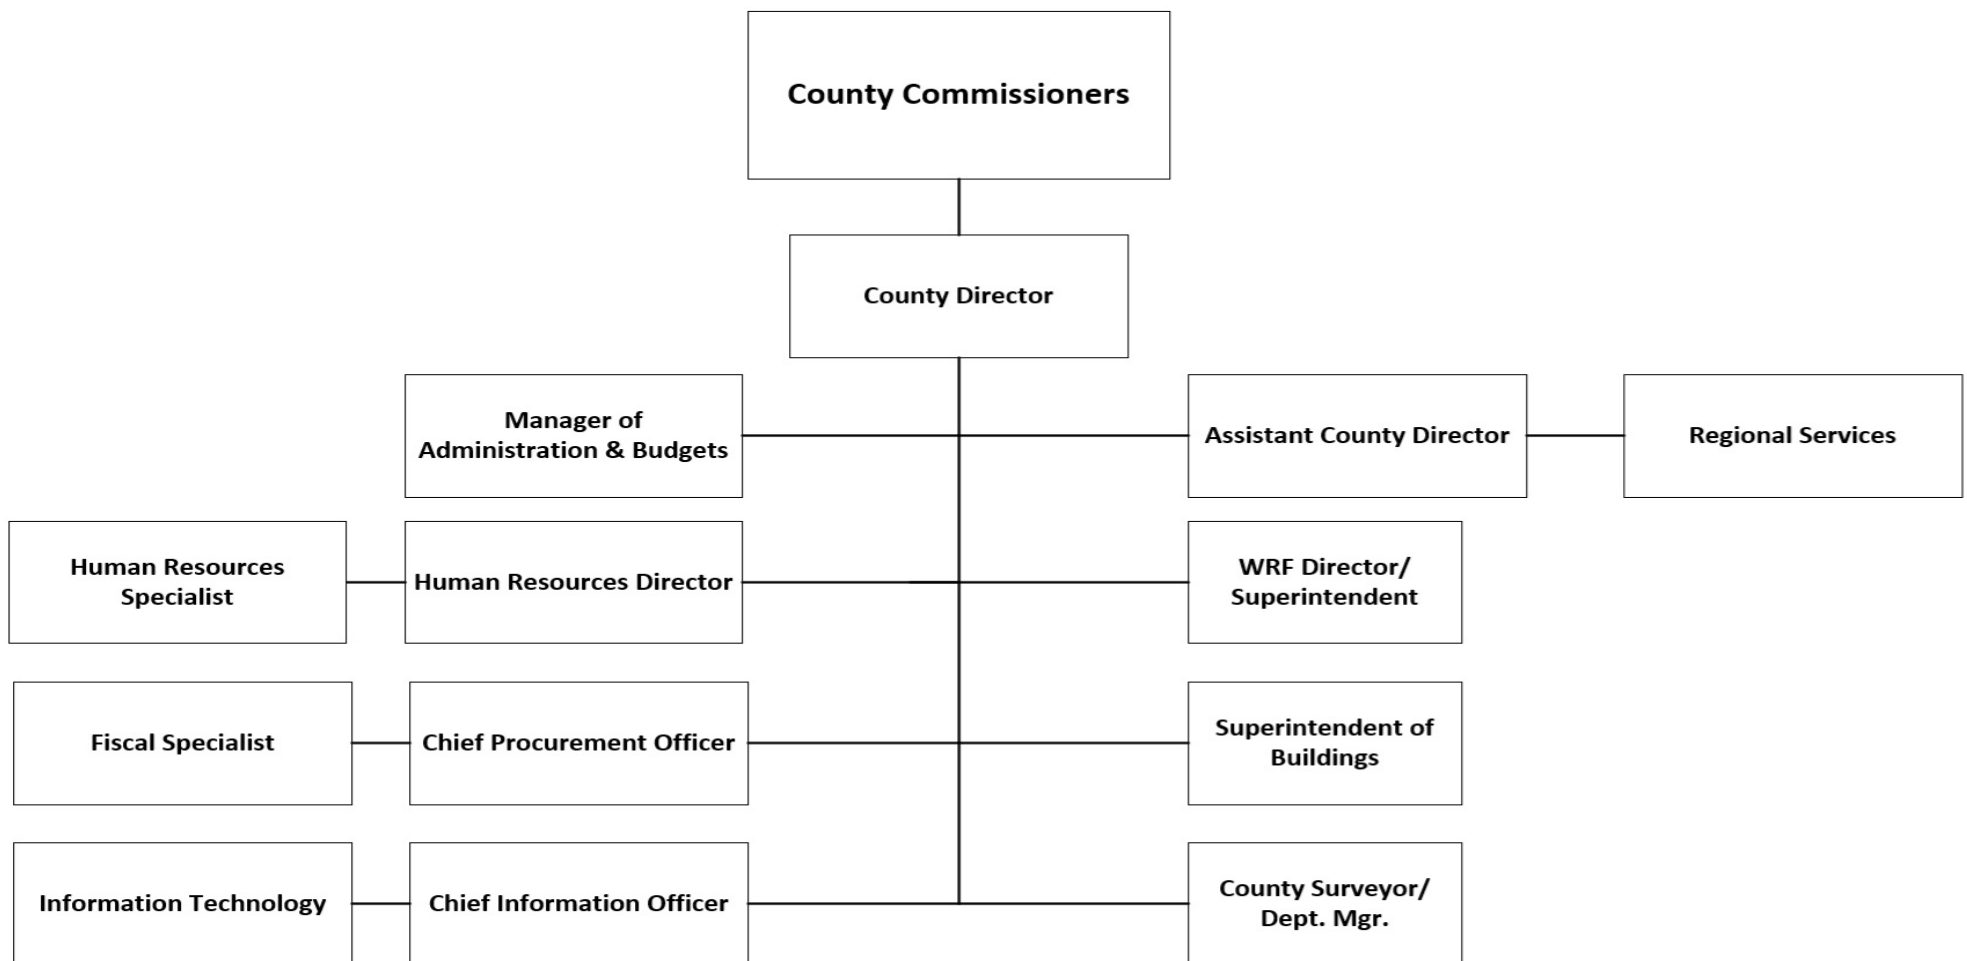 County Commissioners
County Director
Manager of
Administration & Budgets
Assistant County Director
Regional Services
Human Resources
Specialist
Human Resources Director
WRF Director/
Superintendent
Fiscal Specialist
Chief Procurement Officer
Superintendent of
Buildings
Information Technology
Chief Information Officer
County Surveyor/
Dept. Mgr.